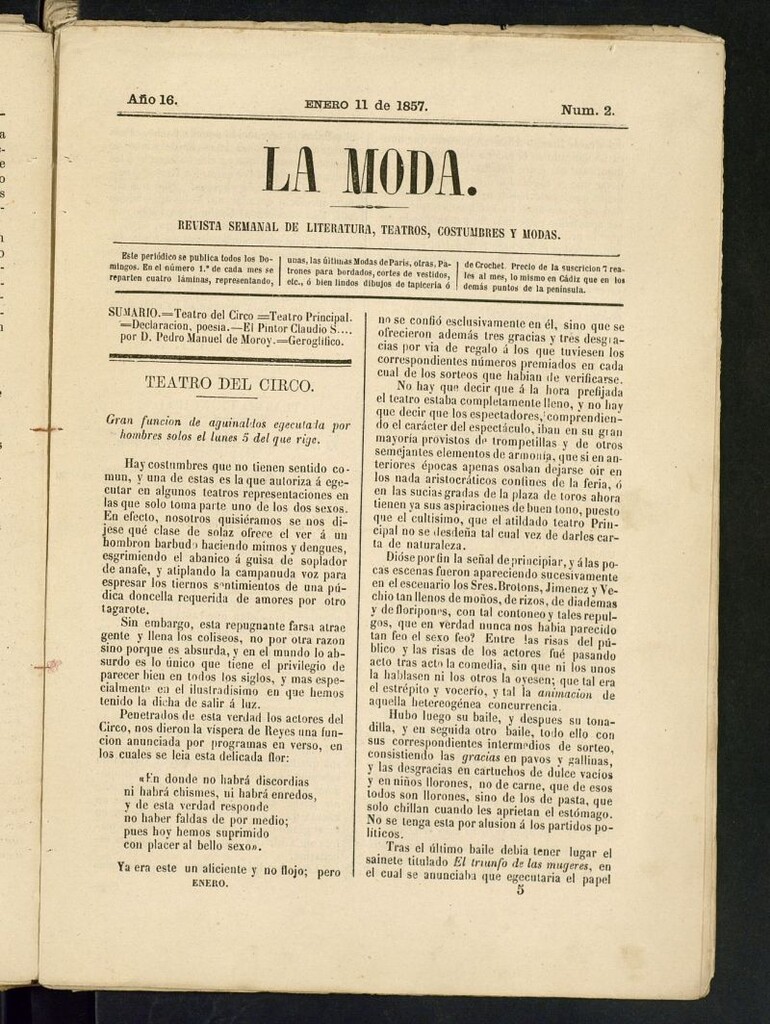 Año 16.
ENERO 11 de 1857.
Num. 2.
LA MODA.
REVISTA SEMANAL DE LITERATURA, TEATROS, COSTUMBRES Y MODAS.
Este periódico se publica todos los Do-
mingos. En el número 1.º de cada mes se
reparten cuatro láminas, representando,
unas, las últimas Modas de París, otras, Pa-
trones para bordados, cortes de vestidos,
etc., ó bien lindos dibujos de tapiceria ó
de Crochet. Precio de la suscricion 7 rea-
les al mes, lo mismo en Cádiz que en los
demás puntos de la península.
SUMARIO.=Teatro del Circo =Teatro Principal.
=Declaracion, poesia.—El Pintor Claudio S....
por D. Pedro Manuel de Moroy.=Geroglífico.
TEATRO DEL CIRCO.
Gran funcion de aguinaldos egecutada por
hombres solos el lunes 5 del que rige.
Hay costumbres que no tienen sentido co-
mun, y una de estas es la que autoriza á ege-
cutar en algunos teatros representaciones en
las que solo toma parte uno de los dos sexos.
En efecto, nosotros quisiéramos se nos di-
jese qué clase de solaz ofrece el ver á un
hombron barbudo haciendo mimos y dengues,
esgrimiendo el abanico á guisa de soplador
de anafe, y atiplando la campanuda voz para
espresar los tiernos sentimientos de una pú-
dica doncella requerida de amores por otro
tagarote.
Sin embargo, esta repugnante farsa atrae
gente y llena los coliseos, no por otra razon
sino porque es absurda, y en el mundo lo ab-
surdo es lo único que tiene el privilegio de
parecer bien en todos los siglos, y mas espe-
cialmente en el ilustradísimo en que hemos
tenido la dicha de salir á luz.
Penetrados de esta verdad los actores del
Circo, nos dieron la víspera de Reyes una fun-
cion anunciada por programas en verso, en
los cuales se leia esta delicada flor:
«En donde no habrá discordias
ni habrá chismes, ni habrá enredos,
y de esta verdad responde
no haber faldas de por medio;
pues hoy hemos suprimido
con placer al bello sexo».
Ya era este un aliciente y no flojo; pero
ENERO.
no se confió esclusivamente en él, sino que se
ofrecieron además tres gracias y tres desgra-
cias por via de regalo á los que tuviesen los
correspondientes números premiados en cada
cual de los sorteos que habian de verificarse.
No hay que decir que á la hora prefijada
el teatro estaba completamente lleno, y no hay
que decir que los espectadores, comprendien-
do el carácter del espectáculo, iban en su gran
mayoría provistos de trompetillas y de otros
semejantes elementos de armonía, que si en an-
teriores épocas apenas osaban dejarse oir en
los nada aristocráticos confines de la feria, ó
en las sucias gradas de la plaza de toros ahora
tienen ya sus aspiraciones de buen tono, puesto
que el cultísimo, que el atildado teatro Prin-
cipal no se desdeña tal vez de darles car-
ta de naturaleza.
Dióse por fin la señal de principiar, y á las po-
cas escenas fueron apareciendo sucesivamente
en el escenario los Sres. Brotons, Jimenez y Ve-
chio tan llenos de moños, de rizos, de diademas
y de floripones, con tal contoneo y tales repul-
gos, que en verdad nunca nos habia parecido
tan feo el sexo feo? Entre las risas del pú-
blico y las risas de los actores fué pasando
acto tras acto la comedia, sin que ni los unos
la hablasen ni los otros la oyesen; que tal era
el estrépito y vocerío, y tal la animacion de
aquella heterogénea concurrencia.
Hubo luego su baile, y despues su tona-
dilla, y en seguida otro baile, todo ello con
sus correspondientes intermedios de sorteo,
consistiendo las gracias en pavos y gallinas,
y las desgracias en cartuchos de dulce vacíos
y en niños llorones, no de carne, que de esos
todos son llorones, sino de los de pasta, que
solo chillan cuando les aprietan el estómago.
No se tenga esta por alusion á los partidos po-
líticos.
Tras el último baile debia tener lugar el
sainete titulado El triunfo de las mugeres, en
el cual se anunciaba que egecutaria el papel
5